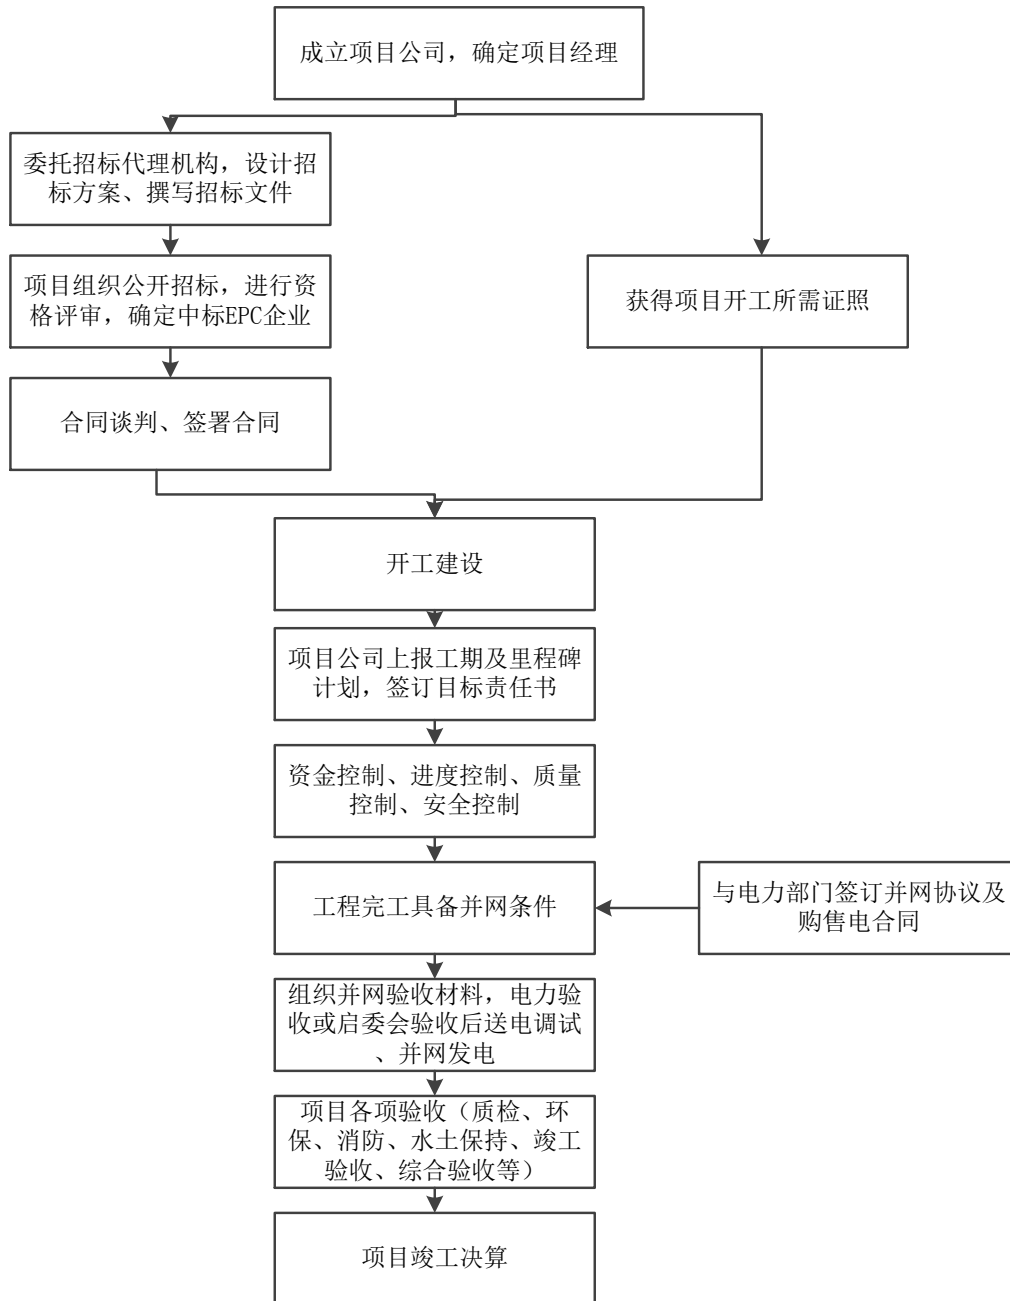 成立项目公司，确定项目经理
委托招标代理机构，设计招
标方案、撰写招标文件
项目组织公开招标，进行资
格评审，确定中标EPC企业
获得项目开工所需证照
合同谈判、签署合同
开工建设
项目公司上报工期及里程碑
计划，签订目标责任书
资金控制、进度控制、质量
控制、安全控制
工程完工具备并网条件
与电力部门签订并网协议及
购售电合同
组织并网验收材料，电力验
收或启委会验收后送电调试
、并网发电
项目各项验收（质检、环
保、消防、水土保持、竣工
验收、综合验收等）
项目竣工决算